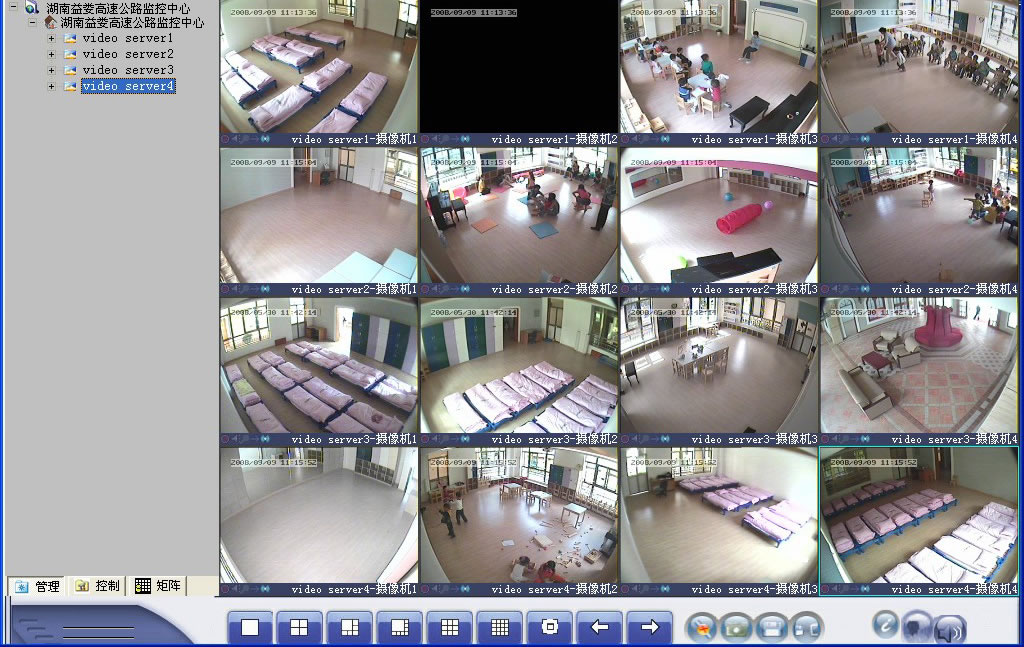 湖南益娄高速公路监控中心
湖南益娄高速公路监控中心
video server1
video server2
video server3
video server4
2008/09/09 11:13:36
2008/09/09 11:13:36
2008/09/09 11:13:36
2008/09/09 11:13:36
video server1-摄像机1
video server1-摄像机2
video server1-摄像机3
video server1-摄像机4
2008/09/09 11:15:04
2008/09/09 11:15:04
2008/09/09 11:15:04
2008/09/09 11:15:04
video server2-摄像机1
video server2-摄像机2
video server2-摄像机3
video server2-摄像机4
2008/05/30 11:42:14
2008/05/30 11:42:14
2008/05/30 11:42:14
2008/05/30 11:42:14
video server3-摄像机1
video server3-摄像机2
video server3-摄像机3
video server3-摄像机4
2008/09/09 11:15:52
2008/09/09 11:15:52
2008/09/09 11:15:52
2008/09/09 11:15:52
video server4-摄像机1
video server4-摄像机2
video server4-摄像机3
video server4-摄像机4
管理 控制 矩阵